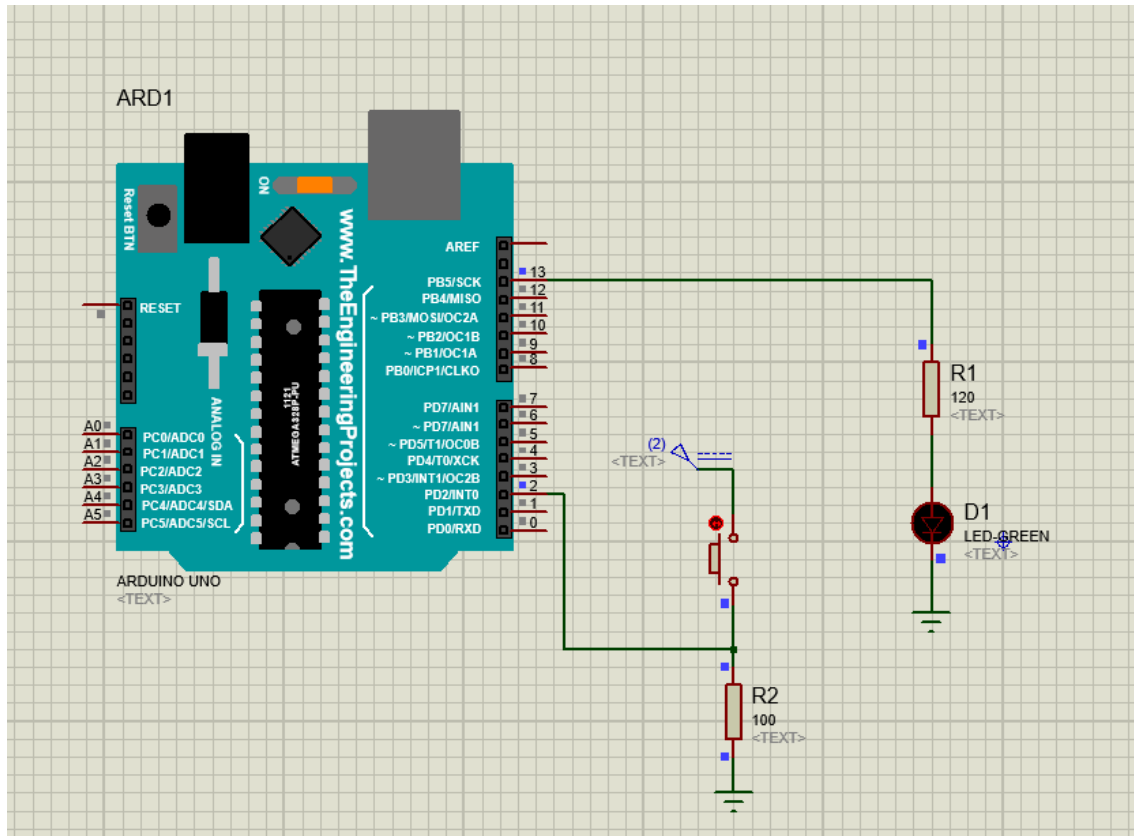 ARD1
Reset BTN
ON
www.TheEngineeringProjects.com
RESET
ANALOG IN
1121
ATMEGA328P-PU
AREF
PB5/SCK 13
PB4/MISO 12
~ PB3/MOSI/OC2A 11
~ PB2/OC1B 10
~ PB1/OC1A 9
PB0/ICP1/CLKO 8
PD7/AIN1 7
~ PD7/AIN1 6
~ PD5/T1/OC0B 5
PD4/T0/XCK 4
~ PD3/INT1/OC2B 3
PD2/INT0 2
PD1/TXD 1
PD0/RXD 0
A0 PC0/ADC0
A1 PC1/ADC1
A2 PC2/ADC2
A3 PC3/ADC3
A4 PC4/ADC4/SDA
A5 PC5/ADC5/SCL
ARDUINO UNO
<TEXT>
(2)
<TEXT>
R1
120
<TEXT>
D1
LED-GREEN
<TEXT>
R2
100
<TEXT>